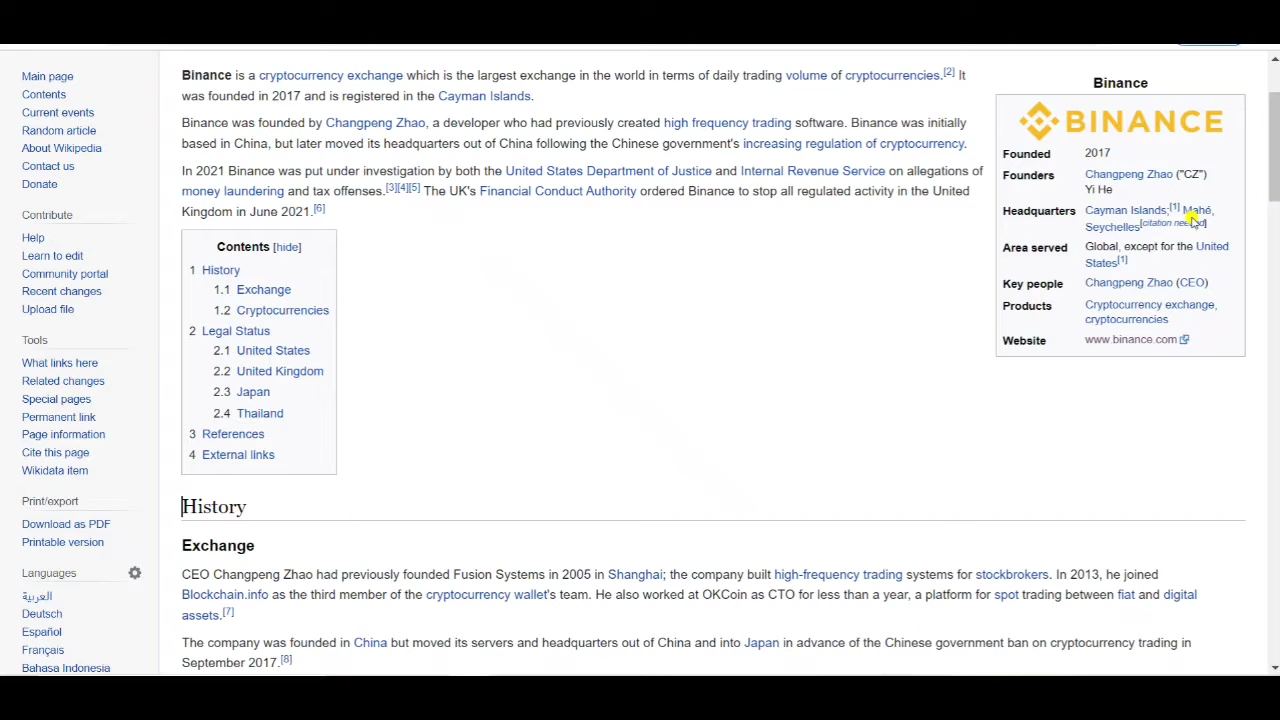 Main page
Contents
Current events
Random article
About Wikipedia
Contact us
Donate
Contribute
Help
Learn to edit
Community portal
Recent changes
Upload file
Tools
What links here
Related changes
Special pages
Permanent link
Page information
Cite this page
Wikidata item
Print/export
Download as PDF
Printable version
Languages
العربية
Deutsch
Español
Français
Bahasa Indonesia
Binance is a cryptocurrency exchange which is the largest exchange in the world in terms of daily trading volume of cryptocurrencies.[2] It
was founded in 2017 and is registered in the Cayman Islands.
Binance was founded by Changpeng Zhao, a developer who had previously created high frequency trading software. Binance was initially
based in China, but later moved its headquarters out of China following the Chinese government's increasing regulation of cryptocurrency.
In 2021 Binance was put under investigation by both the United States Department of Justice and Internal Revenue Service on allegations of
money laundering and tax offenses.[3][4][5] The UK's Financial Conduct Authority ordered Binance to stop all regulated activity in the United
Kingdom in June 2021.[6]
Contents [hide]
1 History
1.1 Exchange
1.2 Cryptocurrencies
2 Legal Status
2.1 United States
2.2 United Kingdom
2.3 Japan
2.4 Thailand
3 References
4 External links
Binance
BINANCE
Founded 2017
Founders Changpeng Zhao ("CZ")
Yi He
Headquarters Cayman Islands;[1] Mahé,
Seychelles[citation needed]
Area served Global, except for the United
States[1]
Key people Changpeng Zhao (CEO)
Products Cryptocurrency exchange,
cryptocurrencies
Website www.binance.com
History
Exchange
CEO Changpeng Zhao had previously founded Fusion Systems in 2005 in Shanghai; the company built high-frequency trading systems for stockbrokers. In 2013, he joined
Blockchain.info as the third member of the cryptocurrency wallet's team. He also worked at OKCoin as CTO for less than a year, a platform for spot trading between fiat and digital
assets.[7]
The company was founded in China but moved its servers and headquarters out of China and into Japan in advance of the Chinese government ban on cryptocurrency trading in
September 2017.[8]